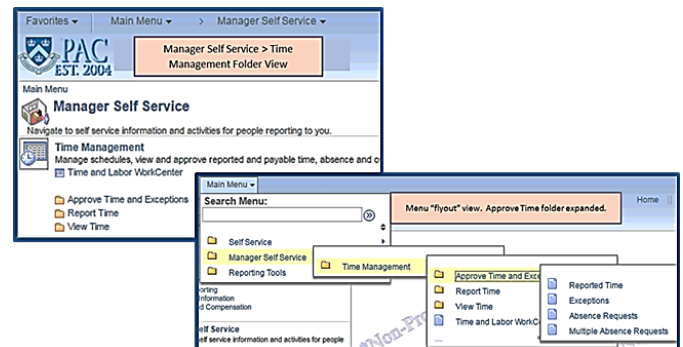 Favorites Main Menu > Manager Self Service
PAC
EST. 2004
Manager Self Service > Time
Management Folder View
Main Menu
Manager Self Service
Navigate to self service information and activities for people reporting to you.
Time Management
Manage schedules, view and approve reported and payable time, absence and
Time and Labor WorkCenter
Approve Time and Exceptions
Report Time
View Time
Main Menu
Search Menu:
Menu "flyout" view. Approve Time folder expanded.
Home
Self Service
Manager Self Service
Reporting Tools
Time Management
Approve Time and Exce
Report Time
View Time
Time and Labor WorkC
Reported Time
Exceptions
Absence Requests
Multiple Absence Requests
orting
nformation
d Compensation
elf Service
elf service information and activities for people
*Non-Pro